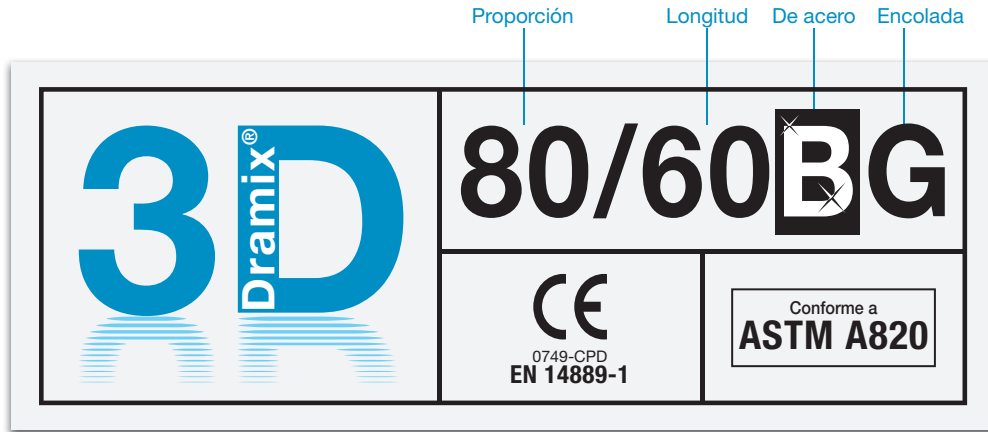 Proporción Longitud De acero Encolada
3D Dramix®
80/60BG
CE
0749-CPD
EN 14889-1
Conforme a
ASTM A820